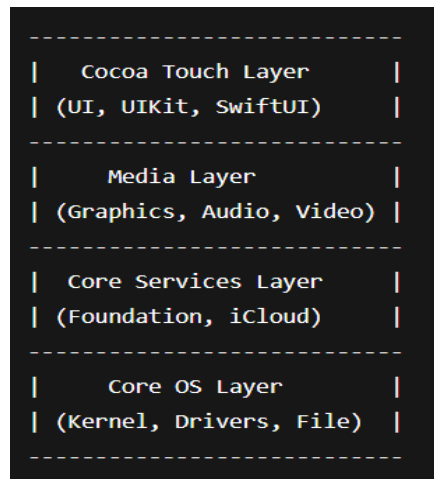 ----------------------------
|   Cocoa Touch Layer      |
| (UI, UIKit, SwiftUI)     |
----------------------------
|     Media Layer          |
| (Graphics, Audio, Video) |
----------------------------
|  Core Services Layer     |
| (Foundation, iCloud)     |
----------------------------
|     Core OS Layer        |
| (Kernel, Drivers, File)  |
----------------------------